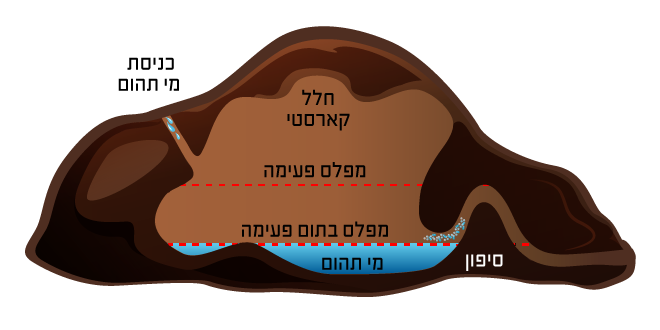 כניסת
מי תהום
חלל
קארסטי
מפלס פעימה
מפלס בתום פעימה
מי תהום
סיפון